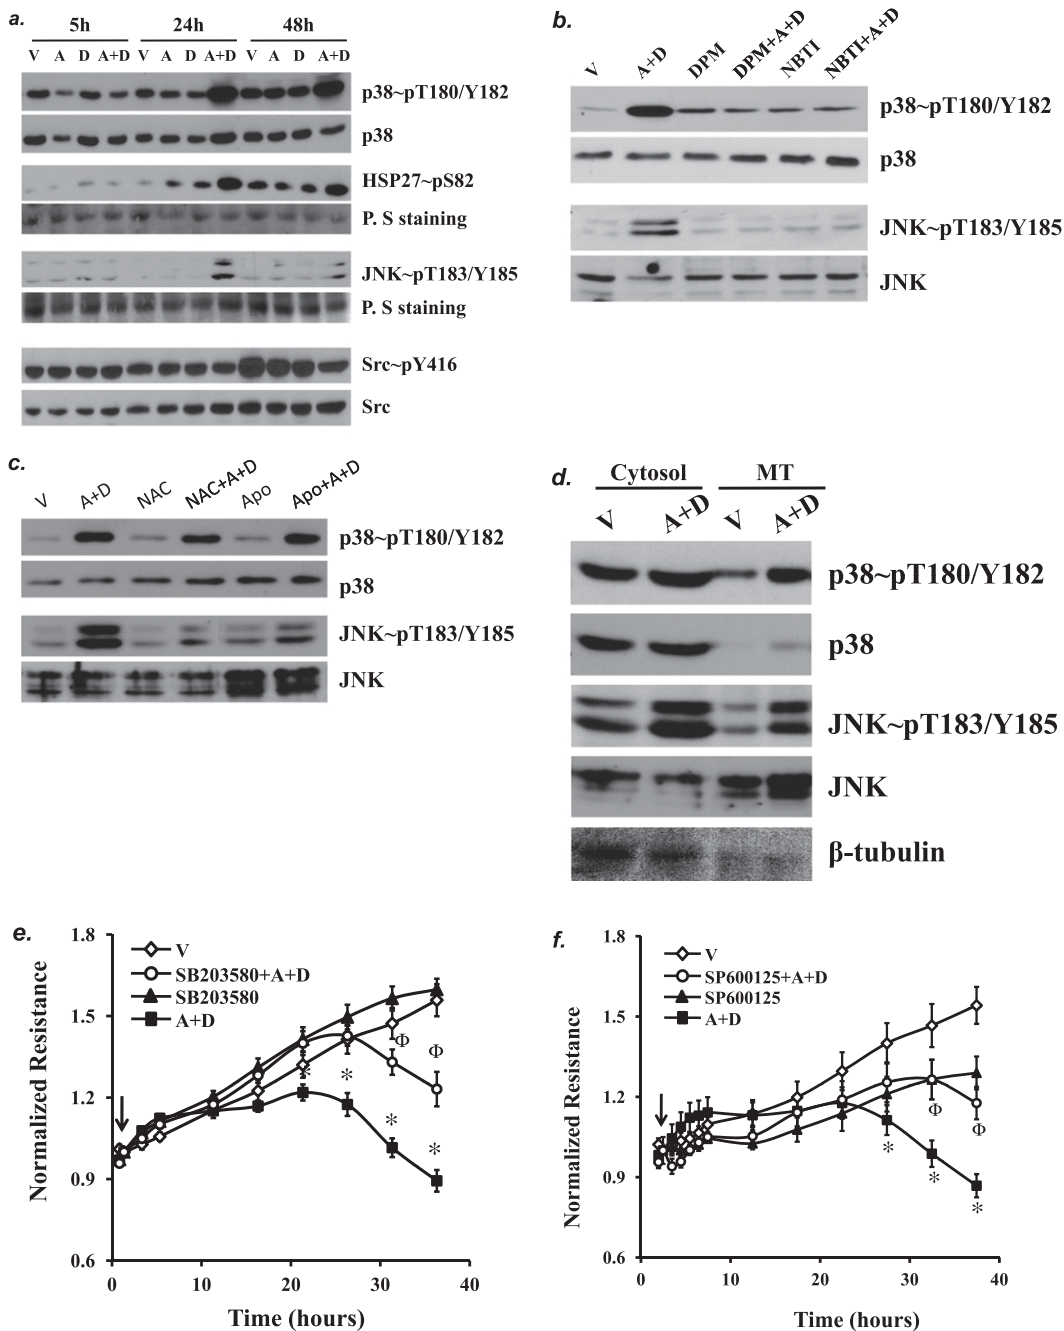 a.
5h 24h 48h
V A D A+D V A D A+D V A D A+D
p38~pT180/Y182
p38
HSP27~pS82
P. S staining
JNK~pT183/Y185
P. S staining
Src~pY416
Src
b.
V A+D DPM DPM+A+D NBTI NBTI+A+D
p38~pT180/Y182
p38
JNK~pT183/Y185
JNK
c.
V A+D NAC NAC+A+D Apo Apo+A+D
p38~pT180/Y182
p38
JNK~pT183/Y185
JNK
d.
Cytosol MT
V A+D V A+D
p38~pT180/Y182
p38
JNK~pT183/Y185
JNK
β-tubulin
e.
Normalized Resistance
1.8
1.5
1.2
0.9
0.6
V
SB203580+A+D
SB203580
A+D
Φ Φ
* * * *
0 10 20 30 40
Time (hours)
f.
Normalized Resistance
1.8
1.5
1.2
0.9
0.6
V
SP600125+A+D
SP600125
A+D
Φ Φ
* * *
0 10 20 30 40
Time (hours)